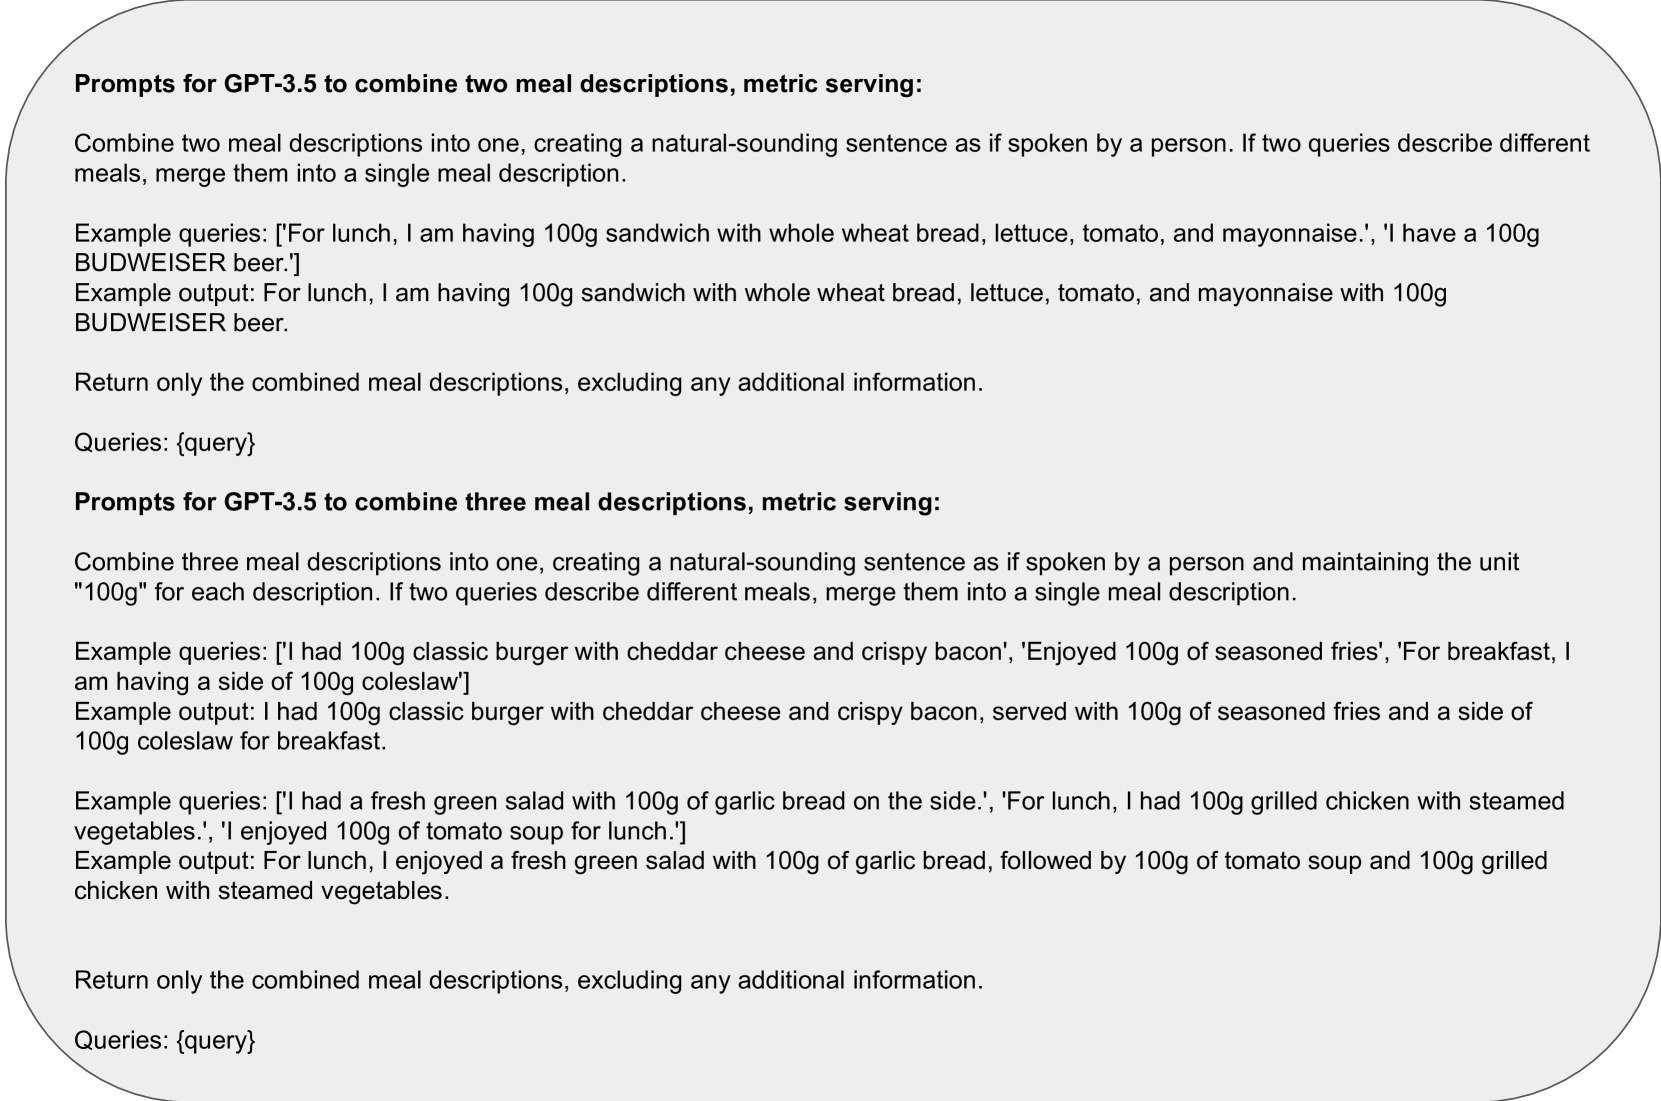 Prompts for GPT-3.5 to combine two meal descriptions, metric serving:
Combine two meal descriptions into one, creating a natural-sounding sentence as if spoken by a person. If two queries describe different
meals, merge them into a single meal description.
Example queries: ['For lunch, I am having 100g sandwich with whole wheat bread, lettuce, tomato, and mayonnaise.', 'I have a 100g
BUDWEISER beer.']
Example output: For lunch, I am having 100g sandwich with whole wheat bread, lettuce, tomato, and mayonnaise with 100g
BUDWEISER beer.
Return only the combined meal descriptions, excluding any additional information.
Queries: {query}
Prompts for GPT-3.5 to combine three meal descriptions, metric serving:
Combine three meal descriptions into one, creating a natural-sounding sentence as if spoken by a person and maintaining the unit
"100g" for each description. If two queries describe different meals, merge them into a single meal description.
Example queries: ['I had 100g classic burger with cheddar cheese and crispy bacon', 'Enjoyed 100g of seasoned fries', 'For breakfast, I
am having a side of 100g coleslaw']
Example output: I had 100g classic burger with cheddar cheese and crispy bacon, served with 100g of seasoned fries and a side of
100g coleslaw for breakfast.
Example queries: ['I had a fresh green salad with 100g of garlic bread on the side.', 'For lunch, I had 100g grilled chicken with steamed
vegetables.', 'I enjoyed 100g of tomato soup for lunch.']
Example output: For lunch, I enjoyed a fresh green salad with 100g of garlic bread, followed by 100g of tomato soup and 100g grilled
chicken with steamed vegetables.
Return only the combined meal descriptions, excluding any additional information.
Queries: {query}